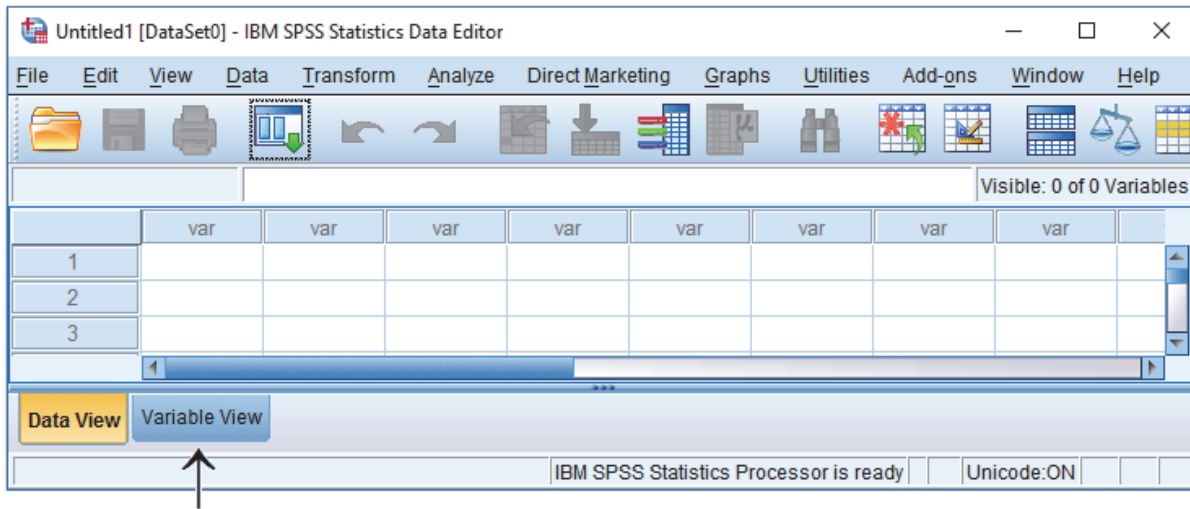 Untitled1 [DataSet0] - IBM SPSS Statistics Data Editor
File Edit View Data Transform Analyze Direct Marketing Graphs Utilities Add-ons Window Help
Visible: 0 of 0 Variables
var var var var var var var var
1
2
3
Data View Variable View
IBM SPSS Statistics Processor is ready Unicode:ON